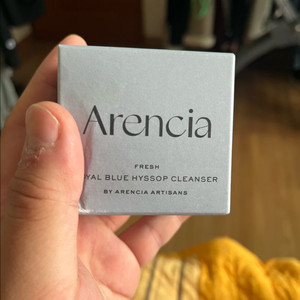 Arencia
FRESH
YAL BLUE HYSSOP CLEANSER
BY ARENCIA ARTISANS